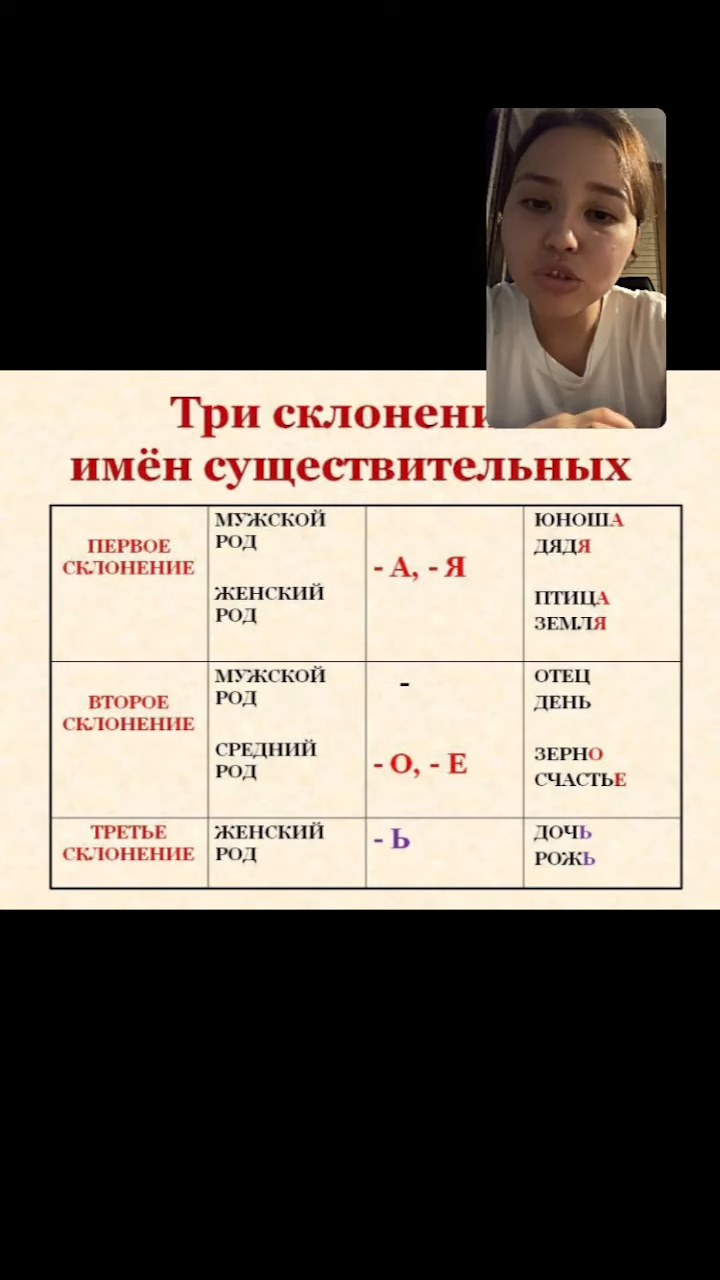 Три склонени
имён существительных
ПЕРВОЕ
СКЛОНЕНИЕ
МУЖСКОЙ
РОД
ЖЕНСКИЙ
РОД
- А, - Я
ЮНОША
ДЯДЯ
ПТИЦА
ЗЕМЛЯ
ВТОРОЕ
СКЛОНЕНИЕ
МУЖСКОЙ
РОД
СРЕДНИЙ
РОД
-
- О, - Е
ОТЕЦ
ДЕНЬ
ЗЕРНО
СЧАСТЬЕ
ТРЕТЬЕ
СКЛОНЕНИЕ
ЖЕНСКИЙ
РОД
- Ь
ДОЧЬ
РОЖЬ